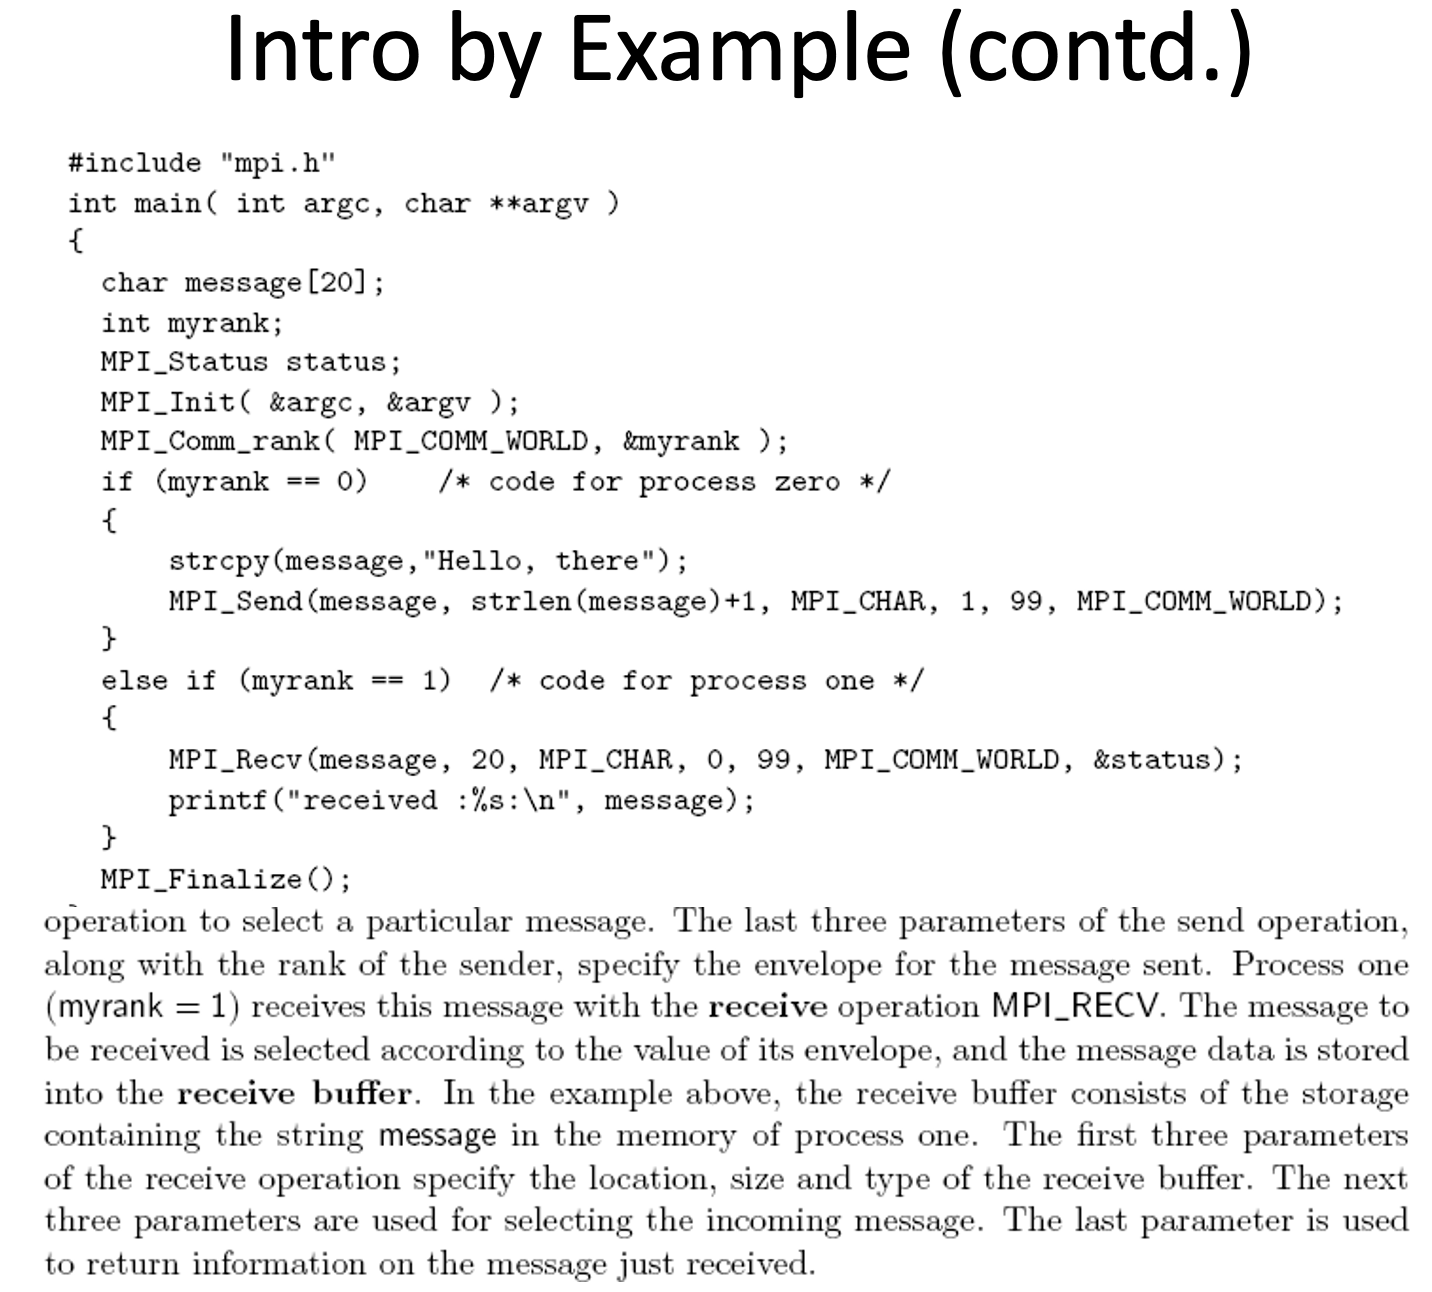 Intro by Example (contd.)
#include "mpi.h"
int main( int argc, char **argv )
{
  char message[20];
  int myrank;
  MPI_Status status;
  MPI_Init( &argc, &argv );
  MPI_Comm_rank( MPI_COMM_WORLD, &myrank );
  if (myrank == 0)    /* code for process zero */
  {
      strcpy(message,"Hello, there");
      MPI_Send(message, strlen(message)+1, MPI_CHAR, 1, 99, MPI_COMM_WORLD);
  }
  else if (myrank == 1)  /* code for process one */
  {
      MPI_Recv(message, 20, MPI_CHAR, 0, 99, MPI_COMM_WORLD, &status);
      printf("received :%s:\n", message);
  }
  MPI_Finalize();
operation to select a particular message. The last three parameters of the send operation,
along with the rank of the sender, specify the envelope for the message sent. Process one
(myrank = 1) receives this message with the receive operation MPI_RECV. The message to
be received is selected according to the value of its envelope, and the message data is stored
into the receive buffer. In the example above, the receive buffer consists of the storage
containing the string message in the memory of process one. The first three parameters
of the receive operation specify the location, size and type of the receive buffer. The next
three parameters are used for selecting the incoming message. The last parameter is used
to return information on the message just received.